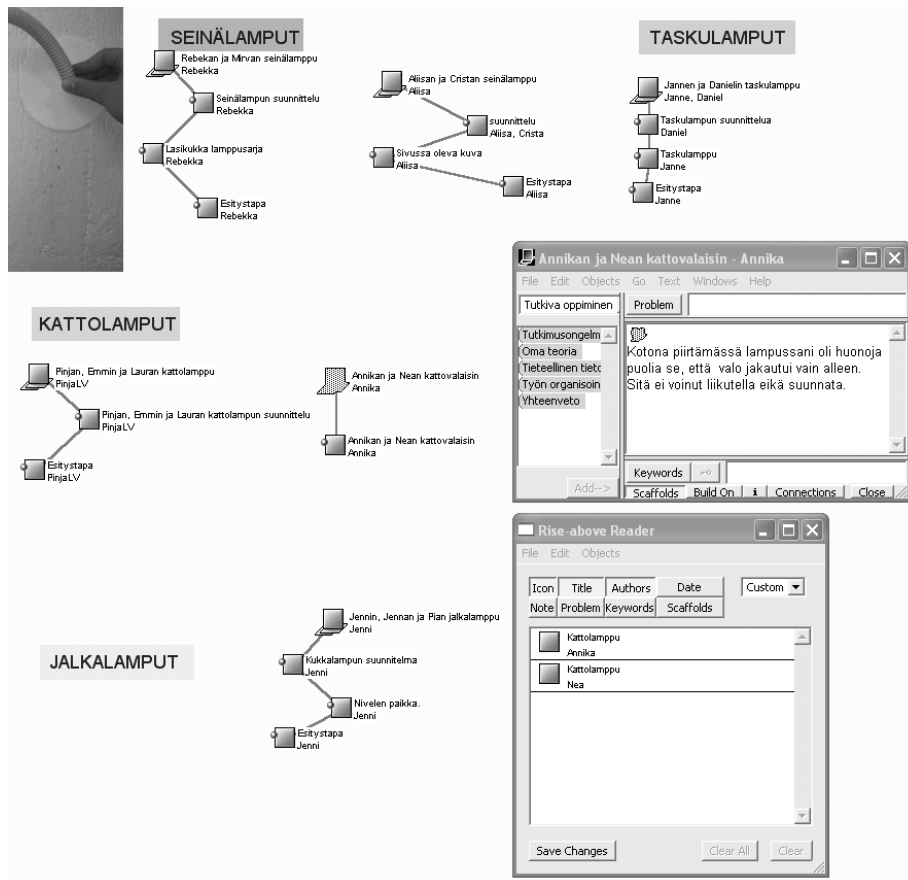 SEINÄLAMPUT
Rebekan ja Mirvan seinälamppu
Rebekka
Seinälampun suunnittelu
Rebekka
Lasikukka lamppusarja
Rebekka
Esitystapa
Rebekka
Aliisan ja Cristan seinälamppu
Aliisa
suunnittelu
Aliisa, Crista
Sivussa oleva kuva
Aliisa
Esitystapa
Aliisa
TASKULAMPUT
Jannen ja Danielin taskulamppu
Janne, Daniel
Taskulampun suunnittelua
Daniel
Taskulamppu
Janne
Esitystapa
Janne
KATTOLAMPUT
Pinjan, Emmin ja Lauran kattolamppu
PinjaLV
Pinjan, Emmin ja Lauran kattolampun suunnittelu
PinjaLV
Esitystapa
PinjaLV
Annikan ja Nean kattovalaisin
Annika
Annikan ja Nean kattovalaisin
Annika
Annikan ja Nean kattovalaisin - Annika
File Edit Objects Go Text Windows Help
Tutkiva oppiminen
Problem
Tutkimusongelm
Oma teoria
Tieteellinen tieto
Työn organisoin
Yhteenveto
Add-->
Kotona piirtämässä lampussani oli huonoja
puolia se, että valo jakautui vain alleen.
Sitä ei voinut liikutella eikä suunnata.
Keywords
Scaffolds Build On i Connections Close
JALKALAMPUT
Jennin, Jennan ja Pian jalkalamppu
Jenni
Kukkalampun suunnitelma
Jenni
Nivelen paikka.
Jenni
Esitystapa
Jenni
Rise-above Reader
File Edit Objects
Icon Title Authors Date Custom
Note Problem Keywords Scaffolds
Kattolamppu
Annika
Kattolamppu
Nea
Save Changes Clear All Clear